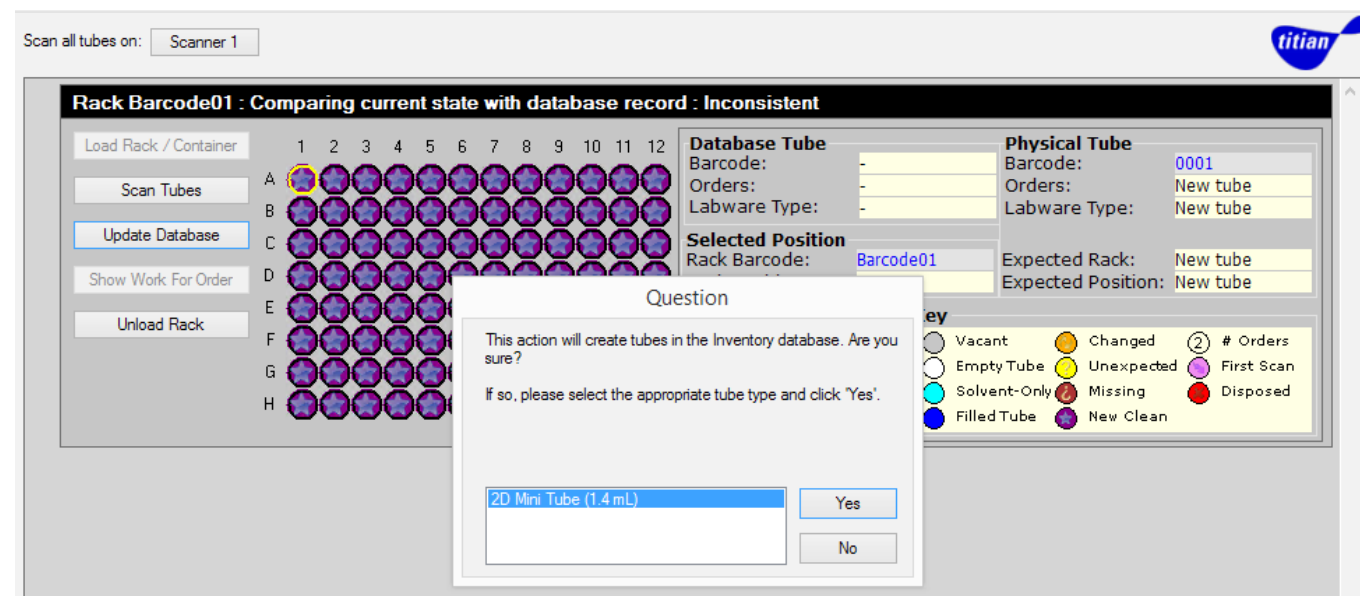 Scan all tubes on: Scanner 1
titian
Rack Barcode01 : Comparing current state with database record : Inconsistent
Load Rack / Container
Scan Tubes
Update Database
Show Work For Order
Unload Rack
1 2 3 4 5 6 7 8 9 10 11 12
A
B
C
D
E
F
G
H
Database Tube
Barcode: -
Orders: -
Labware Type: -
Selected Position
Rack Barcode: Barcode01
Physical Tube
Barcode: 0001
Orders: New tube
Labware Type: New tube
Expected Rack: New tube
Expected Position: New tube
Vacant Changed 2 # Orders
Empty Tube Unexpected First Scan
Solvent-Only Missing Disposed
Filled Tube New Clean
Question
This action will create tubes in the Inventory database. Are you
sure?
If so, please select the appropriate tube type and click 'Yes'.
2D Mini Tube (1.4 mL)
Yes
No